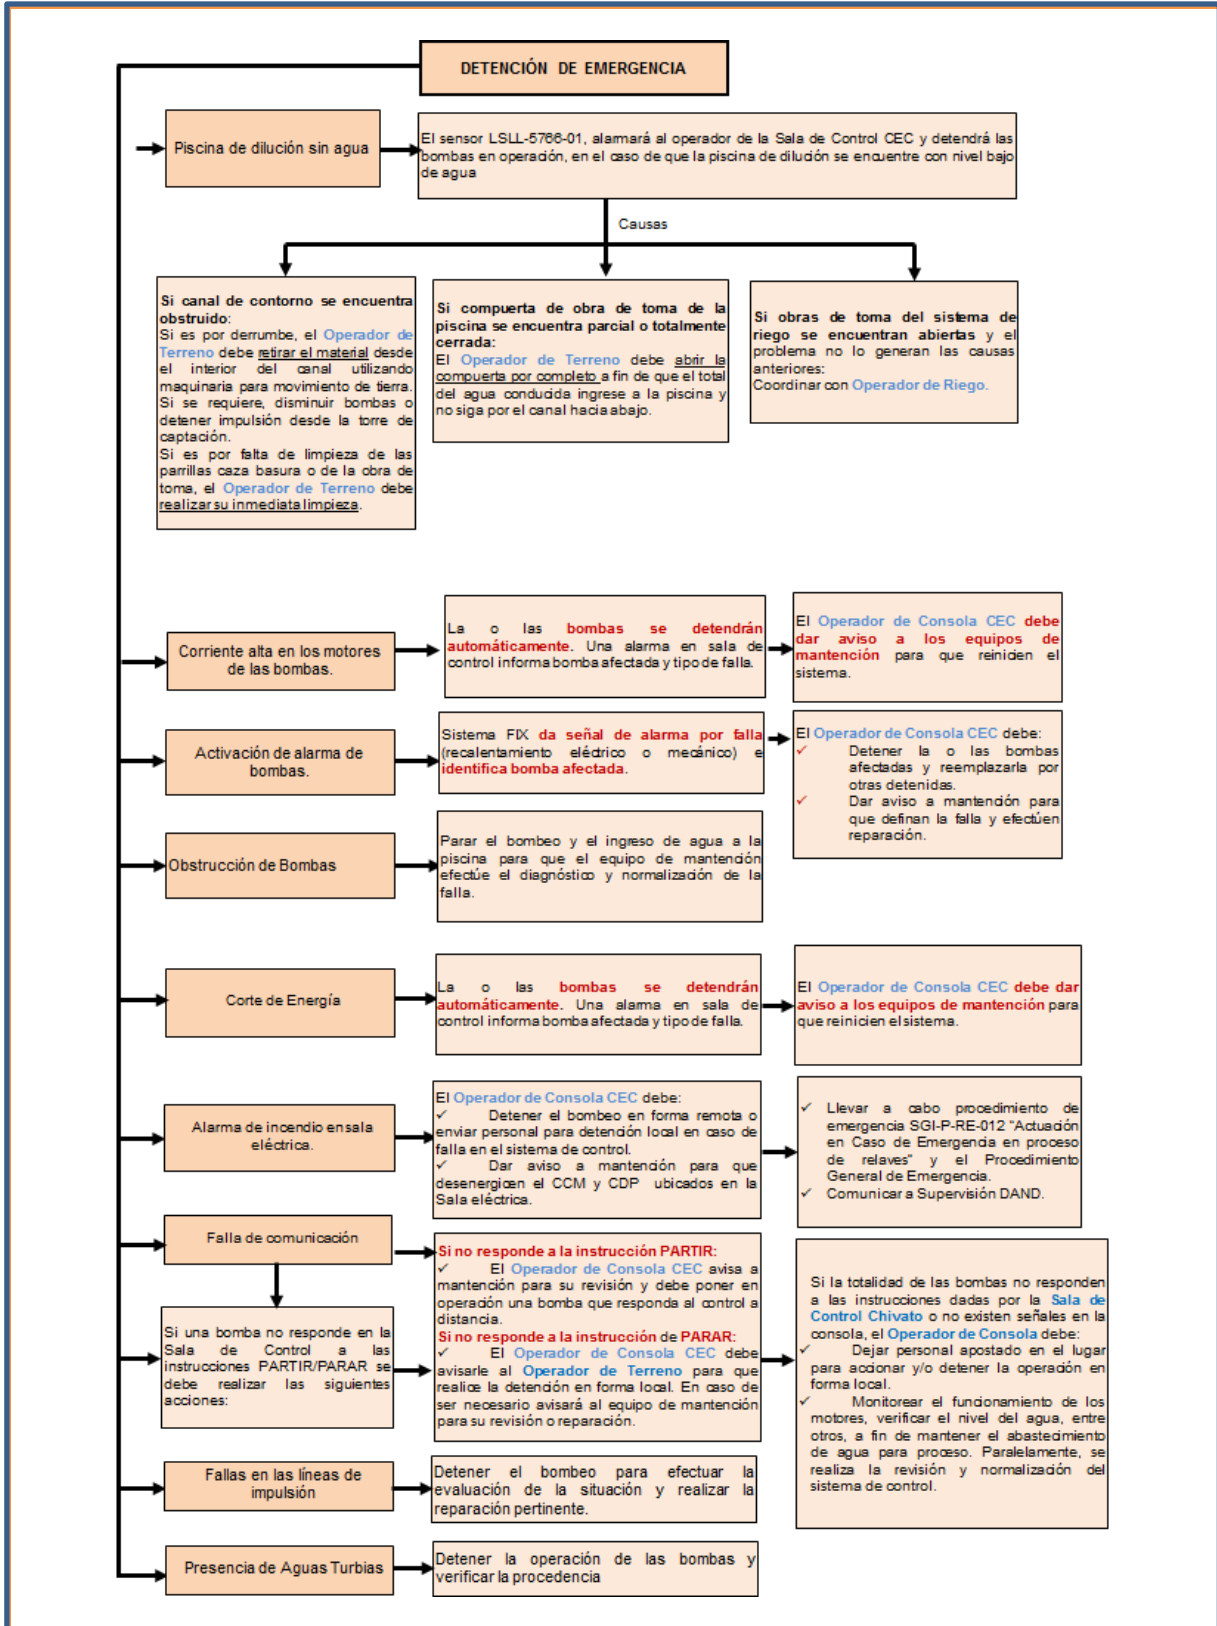 DETENCIÓN DE EMERGENCIA
Piscina de dilución sin agua
El sensor LSLL-5766-01, alarmará al operador de la Sala de Control CEC y detendrá las
bombas en operación, en el caso de que la piscina de dilución se encuentre con nivel bajo
de agua
Causas
Si canal de contorno se encuentra
obstruido:
Si es por derrumbe, el Operador de
Terreno debe retirar el material desde
el interior del canal utilizando
maquinaria para movimiento de tierra.
Si se requiere, disminuir bombas o
detener impulsión desde la torre de
captación.
Si es por falta de limpieza de las
parrillas caza basura o de la obra de
toma, el Operador de Terreno debe
realizar su inmediata limpieza.
Si compuerta de obra de toma de la
piscina se encuentra parcial o totalmente
cerrada:
El Operador de Terreno debe abrir la
compuerta por completo a fin de que el total
del agua conducida ingrese a la piscina y
no siga por el canal hacia abajo.
Si obras de toma del sistema de
riego se encuentran abiertas y el
problema no lo generan las causas
anteriores:
Coordinar con Operador de Riego.
Corriente alta en los motores
de las bombas.
La o las bombas se detendrán
automáticamente. Una alarma en sala de
control informa bomba afectada y tipo de falla.
El Operador de Consola CEC debe
dar aviso a los equipos de
mantención para que reinicien el
sistema.
Activación de alarma de
bombas.
Sistema FIX da señal de alarma por falla
(recalentamiento eléctrico o mecánico) e
identifica bomba afectada.
El Operador de Consola CEC debe:
✓ Detener la o las bombas
afectadas y reemplazarla por
otras detenidas.
✓ Dar aviso a mantención para
que definan la falla y efectúen
reparación.
Obstrucción de Bombas
Parar el bombeo y el ingreso de agua a la
piscina para que el equipo de mantención
efectúe el diagnóstico y normalización de la
falla.
Corte de Energía
La o las bombas se detendrán
automáticamente. Una alarma en sala de
control informa bomba afectada y tipo de falla.
El Operador de Consola CEC debe dar
aviso a los equipos de mantención para
que reinicien el sistema.
Alarma de incendio en sala
eléctrica.
El Operador de Consola CEC debe:
✓ Detener el bombeo en forma remota o
enviar personal para detención local en caso de
falla en el sistema de control.
✓ Dar aviso a mantención para que
desenergicen el CCM y CDP ubicados en la
Sala eléctrica.
✓ Llevar a cabo procedimiento de
emergencia SGI-P-RE-012 "Actuación
en Caso de Emergencia en proceso
de relaves" y el Procedimiento
General de Emergencia.
✓ Comunicar a Supervisión DAND.
Falla de comunicación
Si una bomba no responde en la
Sala de Control a las
instrucciones PARTIR/PARAR se
debe realizar las siguientes
acciones:
Si no responde a la instrucción PARTIR:
✓ El Operador de Consola CEC avisa a
mantención para su revisión y debe poner en
operación una bomba que responda al control a
distancia.
Si no responde a la instrucción de PARAR:
✓ El Operador de Consola CEC debe
avisarle al Operador de Terreno para que
realice la detención en forma local. En caso de
ser necesario avisará al equipo de mantención
para su revisión o reparación.
Si la totalidad de las bombas no responden
a las instrucciones dadas por la Sala de
Control Chivato o no existen señales en la
consola, el Operador de Consola debe:
✓ Dejar personal apostado en el lugar
para accionar y/o detener la operación en
forma local.
✓ Monitorear el funcionamiento de los
motores, verificar el nivel del agua, entre
otros, a fin de mantener el abastecimiento
de agua para proceso. Paralelamente, se
realiza la revisión y normalización del
sistema de control.
Fallas en las líneas de
impulsión
Detener el bombeo para efectuar la
evaluación de la situación y realizar la
reparación pertinente.
Presencia de Aguas Turbias
Detener la operación de las bombas y
verificar la procedencia